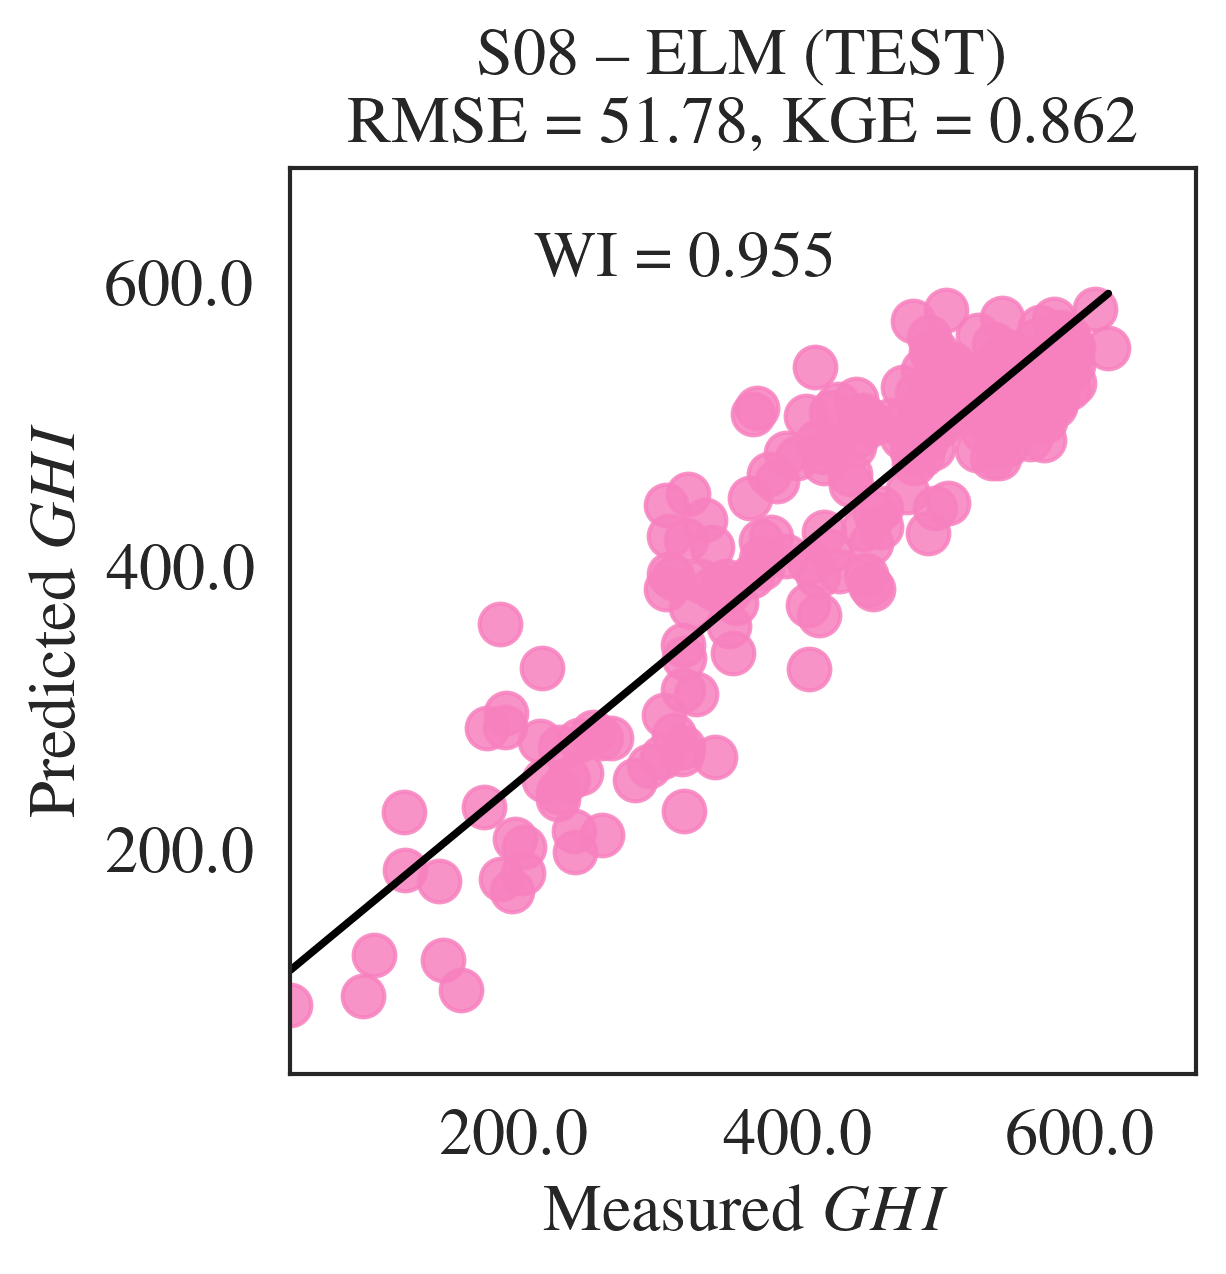 S08 – ELM (TEST)
RMSE = 51.78, KGE = 0.862
WI = 0.955
600.0
400.0
200.0
Predicted GHI
200.0 400.0 600.0
Measured GHI